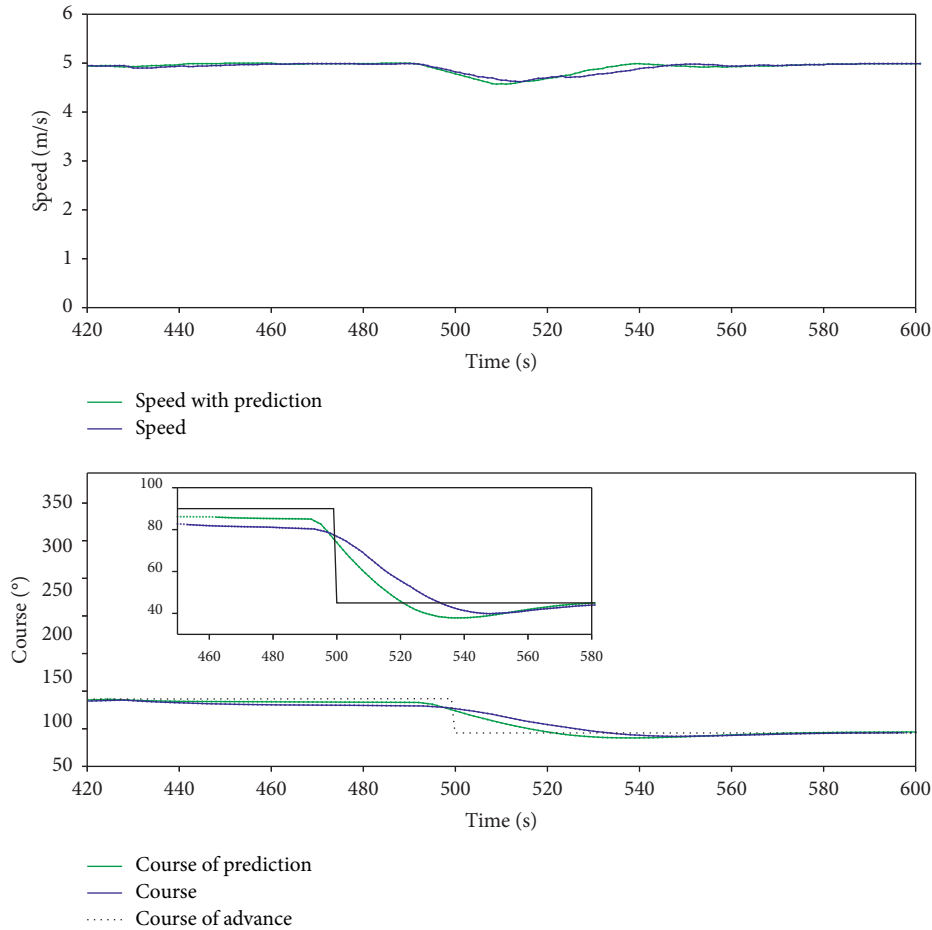 6
5
4
3
2
1
0
Speed (m/s)
420 440 460 480 500 520 540 560 580 600
Time (s)
Speed with prediction
Speed
350
300
250
200
150
100
50
Course (°)
100
80
60
40
460 480 500 520 540 560 580
420 440 460 480 500 520 540 560 580 600
Time (s)
Course of prediction
Course
Course of advance